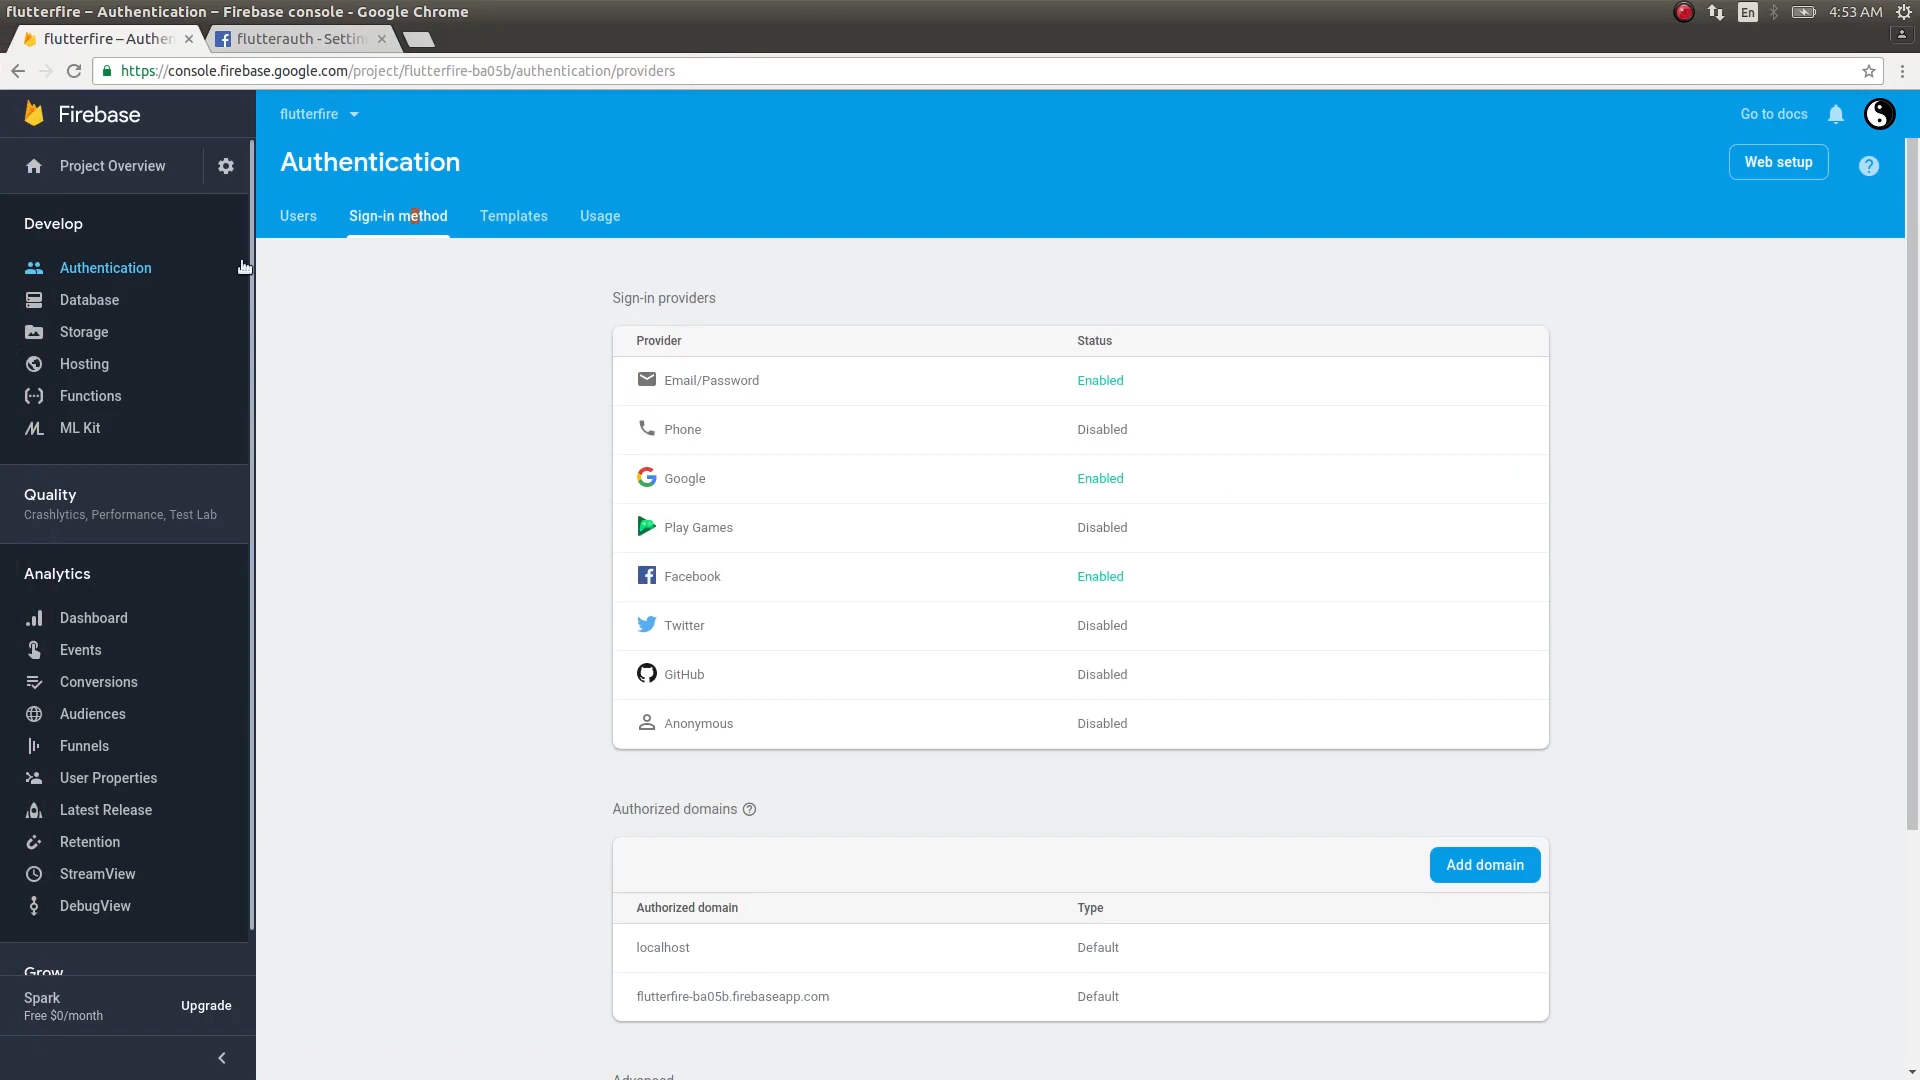 flutterfire – Authentication – Firebase console - Google Chrome
En
4:53 AM
flutterfire – Authen
flutterauth - Settin
https://console.firebase.google.com/project/flutterfire-ba05b/authentication/providers
Firebase
flutterfire
Go to docs
Project Overview
Authentication
Web setup
Users
Sign-in method
Templates
Usage
Develop
Authentication
Database
Storage
Hosting
Functions
ML Kit
Quality
Crashlytics, Performance, Test Lab
Analytics
Dashboard
Events
Conversions
Audiences
Funnels
User Properties
Latest Release
Retention
StreamView
DebugView
Grow
Spark
Free $0/month
Upgrade
Sign-in providers
Provider
Status
Email/Password
Enabled
Phone
Disabled
Google
Enabled
Play Games
Disabled
Facebook
Enabled
Twitter
Disabled
GitHub
Disabled
Anonymous
Disabled
Authorized domains
Add domain
Authorized domain
Type
localhost
Default
flutterfire-ba05b.firebaseapp.com
Default
Advanced